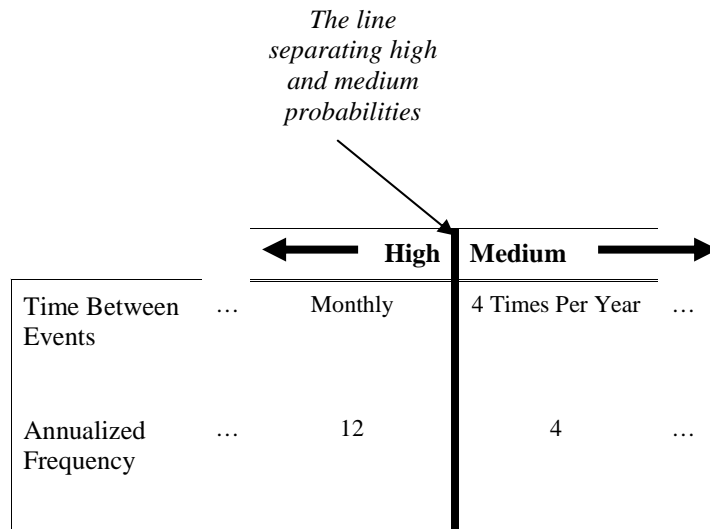 The line
separating high
and medium
probabilities
High Medium
Time Between
Events
… Monthly 4 Times Per Year …
Annualized
Frequency
… 12 4 …